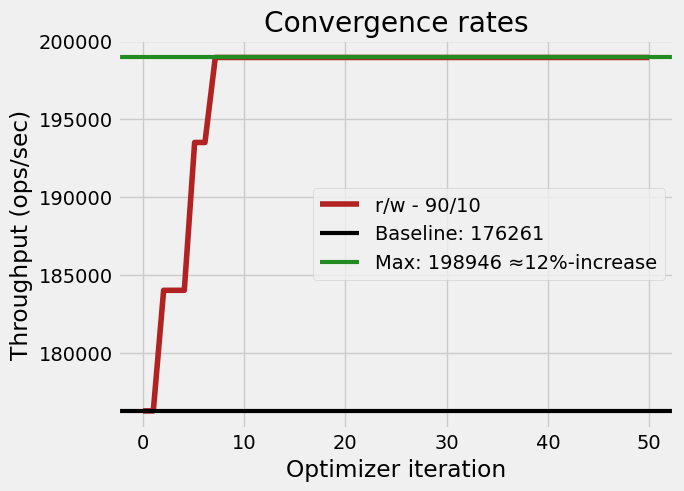 Convergence rates
200000
195000
190000
185000
180000
Throughput (ops/sec)
r/w - 90/10
Baseline: 176261
Max: 198946 ≈12%-increase
0 10 20 30 40 50
Optimizer iteration